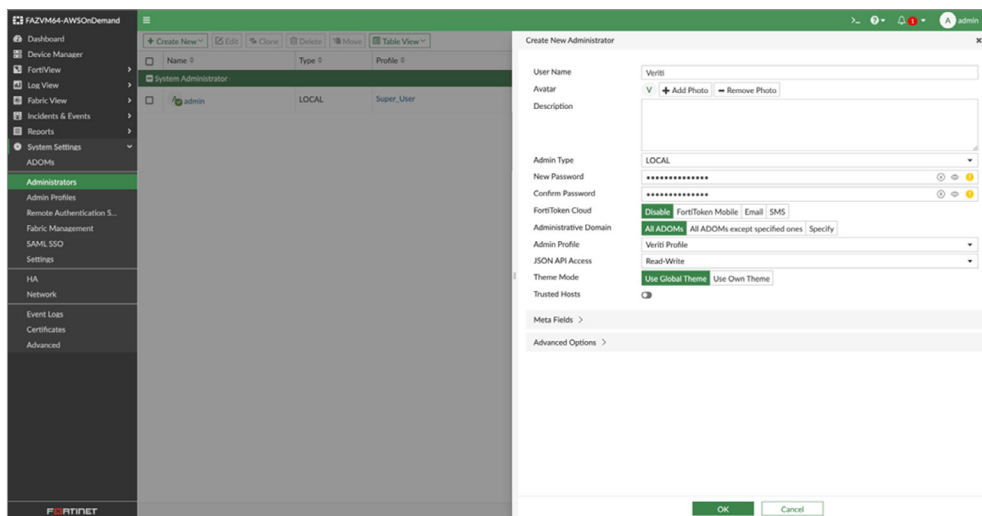 FAZVM64-AWSOnDemand
Dashboard
Device Manager
FortiView
Log View
Fabric View
Incidents & Events
Reports
System Settings
ADOMs
Administrators
Admin Profiles
Remote Authentication S...
Fabric Management
SAML SSO
Settings
HA
Network
Event Logs
Certificates
Advanced
FORTINET
1 A admin
+ Create New Edit Clone Delete Move Table View
Name Type Profile
System Administrator
admin LOCAL Super_User
Create New Administrator
User Name Veriti
Avatar V + Add Photo − Remove Photo
Description
Admin Type LOCAL
New Password ••••••••••••••
Confirm Password ••••••••••••••
FortiToken Cloud Disable FortiToken Mobile Email SMS
Administrative Domain All ADOMs All ADOMs except specified ones Specify
Admin Profile Veriti Profile
JSON API Access Read-Write
Theme Mode Use Global Theme Use Own Theme
Trusted Hosts
Meta Fields >
Advanced Options >
OK Cancel